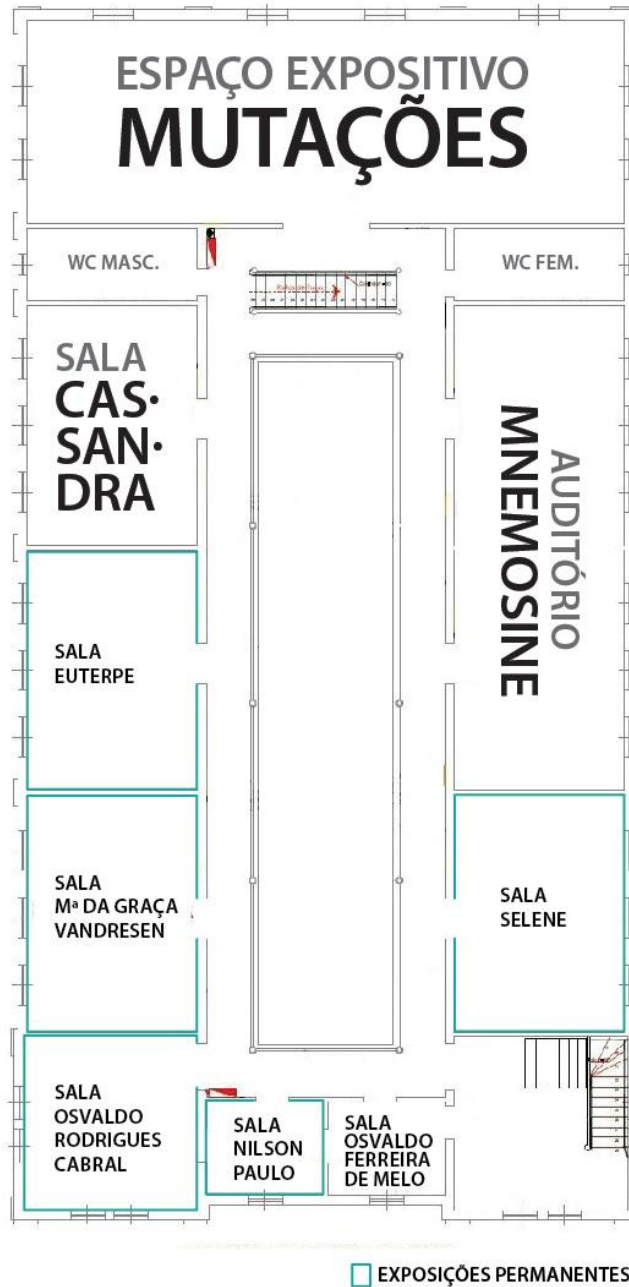 ESPAÇO EXPOSITIVO
MUTAÇÕES
WC MASC.
WC FEM.
SALA
CAS·
SAN·
DRA
AUDITÓRIO
MNEMOSINE
SALA
EUTERPE
SALA
Mª DA GRAÇA
VANDRESEN
SALA
SELENE
SALA
OSVALDO
RODRIGUES
CABRAL
SALA
NILSON
PAULO
SALA
OSVALDO
FERREIRA
DE MELO
EXPOSIÇÕES PERMANENTES